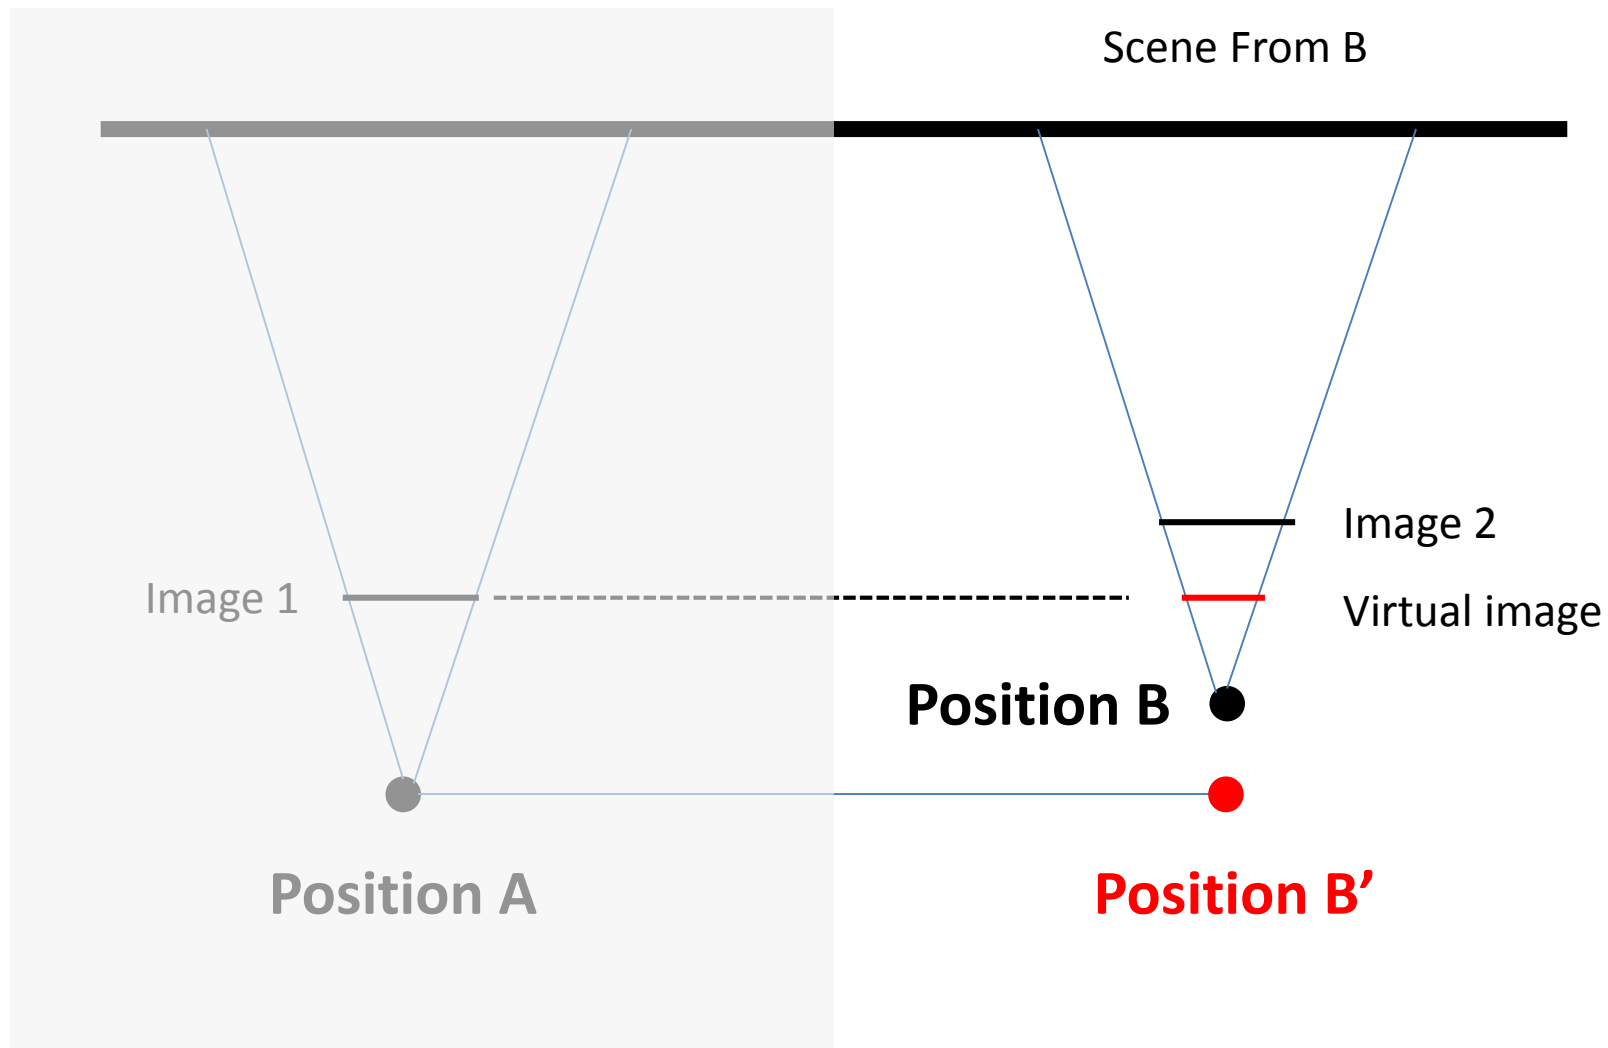 Scene From B
Image 2
Image 1
Virtual image
Position B
Position A
Position B’